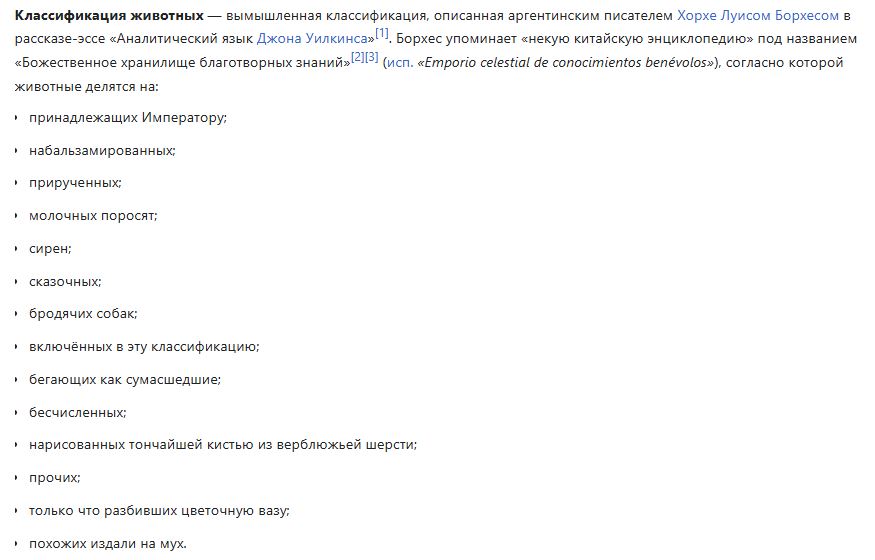 Классификация животных — вымышленная классификация, описанная аргентинским писателем Хорхе Луисом Борхесом в
рассказе-эссе «Аналитический язык Джона Уилкинса»[1]. Борхес упоминает «некую китайскую энциклопедию» под названием
«Божественное хранилище благотворных знаний»[2][3] (исп. «Emporio celestial de conocimientos benévolos»), согласно которой
животные делятся на:
• принадлежащих Императору;
• набальзамированных;
• прирученных;
• молочных поросят;
• сирен;
• сказочных;
• бродячих собак;
• включённых в эту классификацию;
• бегающих как сумасшедшие;
• бесчисленных;
• нарисованных тончайшей кистью из верблюжьей шерсти;
• прочих;
• только что разбивших цветочную вазу;
• похожих издали на мух.